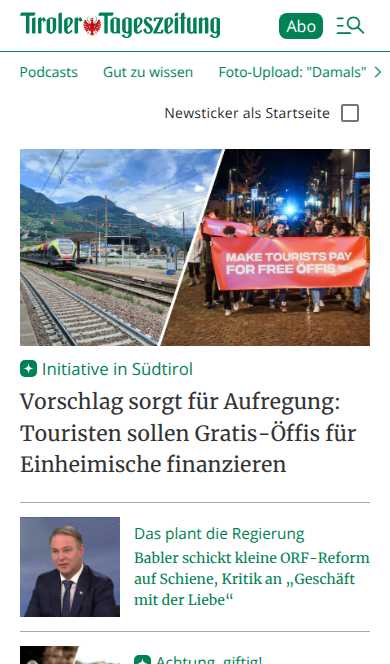 Tiroler Tageszeitung
Abo
Podcasts Gut zu wissen Foto-Upload: "Damals"
Newsticker als Startseite
MAKE TOURISTS PAY
FOR FREE ÖFFIS
Initiative in Südtirol
Vorschlag sorgt für Aufregung:
Touristen sollen Gratis-Öffis für
Einheimische finanzieren
Das plant die Regierung
Babler schickt kleine ORF-Reform
auf Schiene, Kritik an „Geschäft
mit der Liebe“
Achtung, giftig!